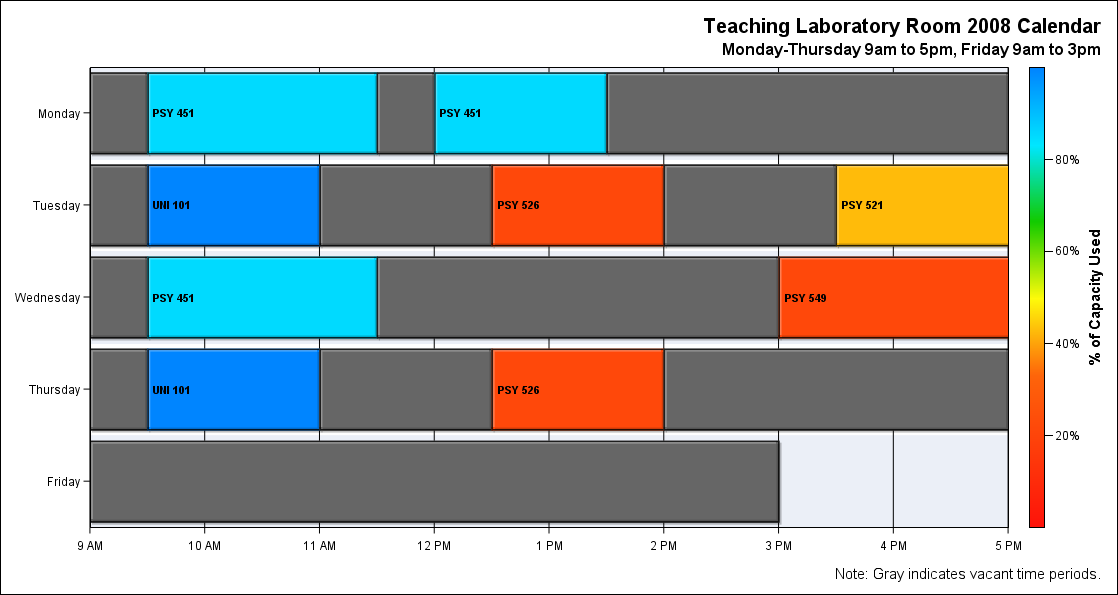 Teaching Laboratory Room 2008 Calendar
Monday-Thursday 9am to 5pm, Friday 9am to 3pm
Monday
PSY 451
PSY 451
Tuesday
UNI 101
PSY 526
PSY 521
Wednesday
PSY 451
PSY 549
Thursday
UNI 101
PSY 526
Friday
9 AM
10 AM
11 AM
12 PM
1 PM
2 PM
3 PM
4 PM
5 PM
80%
60%
40%
20%
% of Capacity Used
Note: Gray indicates vacant time periods.